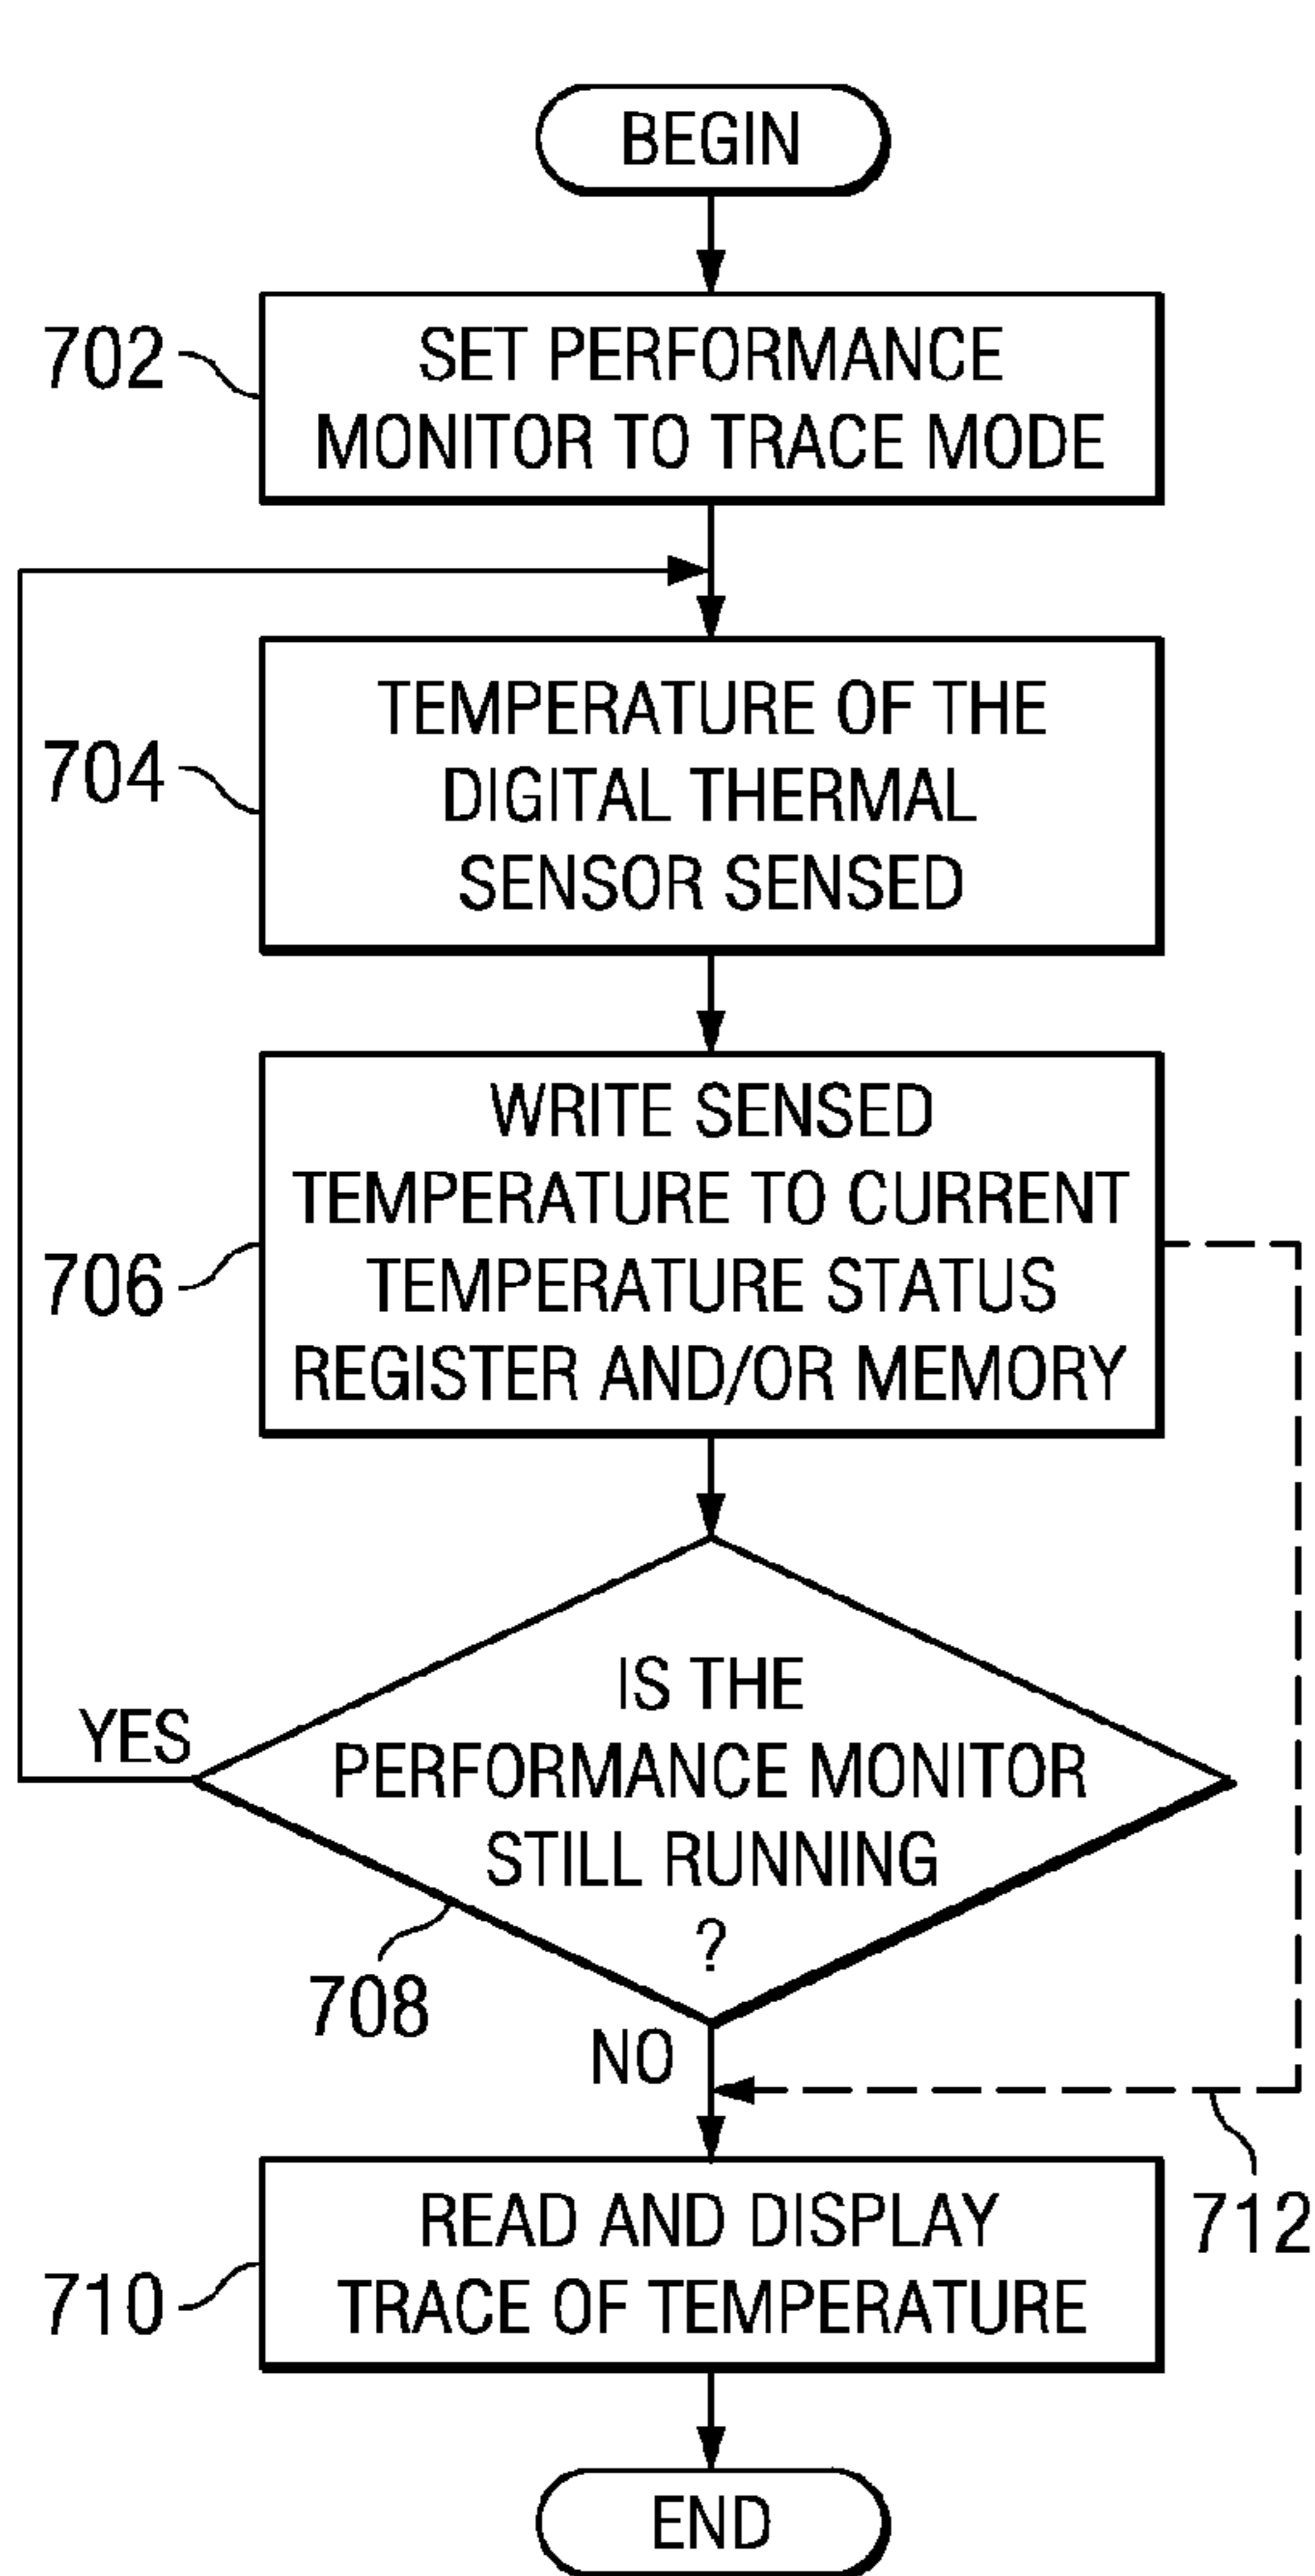 BEGIN
702
SET PERFORMANCE
MONITOR TO TRACE MODE
704
TEMPERATURE OF THE
DIGITAL THERMAL
SENSOR SENSED
706
WRITE SENSED
TEMPERATURE TO CURRENT
TEMPERATURE STATUS
REGISTER AND/OR MEMORY
YES
IS THE
PERFORMANCE MONITOR
STILL RUNNING
?
708
NO
712
710
READ AND DISPLAY
TRACE OF TEMPERATURE
END